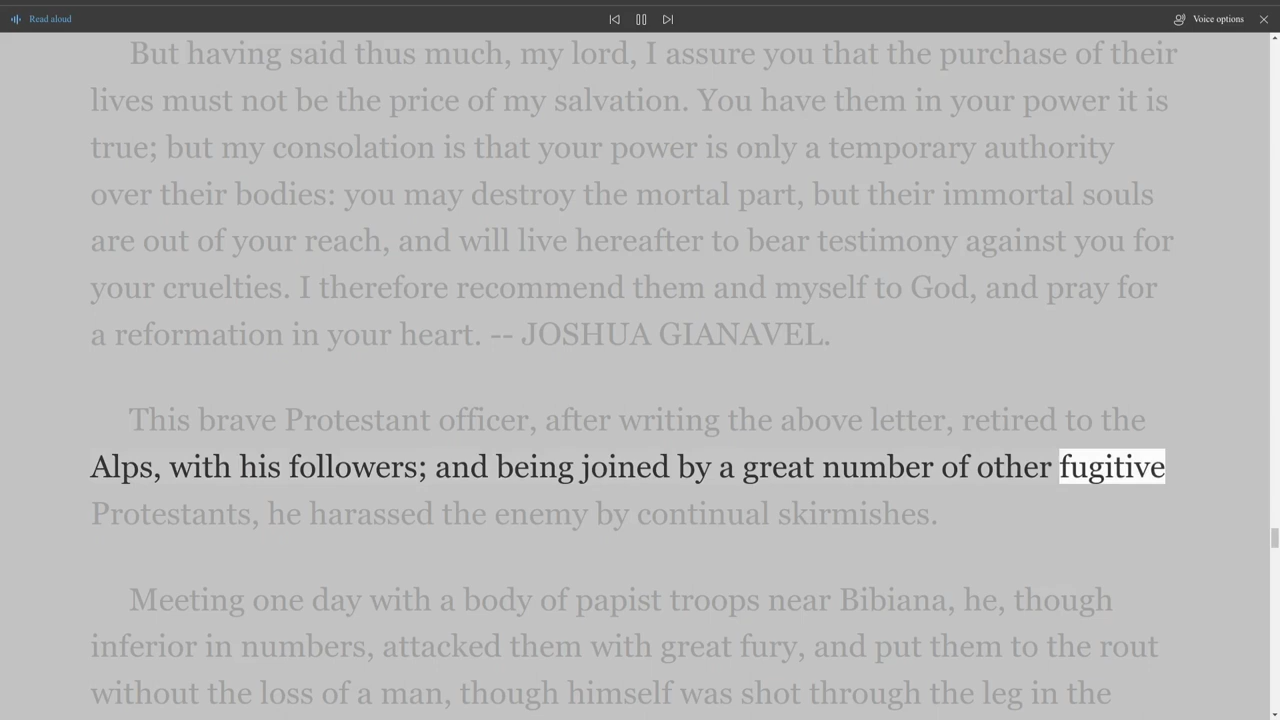 Read aloud
Voice options
But having said thus much, my lord, I assure you that the purchase of their
lives must not be the price of my salvation. You have them in your power it is
true; but my consolation is that your power is only a temporary authority
over their bodies: you may destroy the mortal part, but their immortal souls
are out of your reach, and will live hereafter to bear testimony against you for
your cruelties. I therefore recommend them and myself to God, and pray for
a reformation in your heart. -- JOSHUA GIANAVEL.
This brave Protestant officer, after writing the above letter, retired to the
Alps, with his followers; and being joined by a great number of other fugitive
Protestants, he harassed the enemy by continual skirmishes.
Meeting one day with a body of papist troops near Bibiana, he, though
inferior in numbers, attacked them with great fury, and put them to the rout
without the loss of a man, though himself was shot through the leg in the